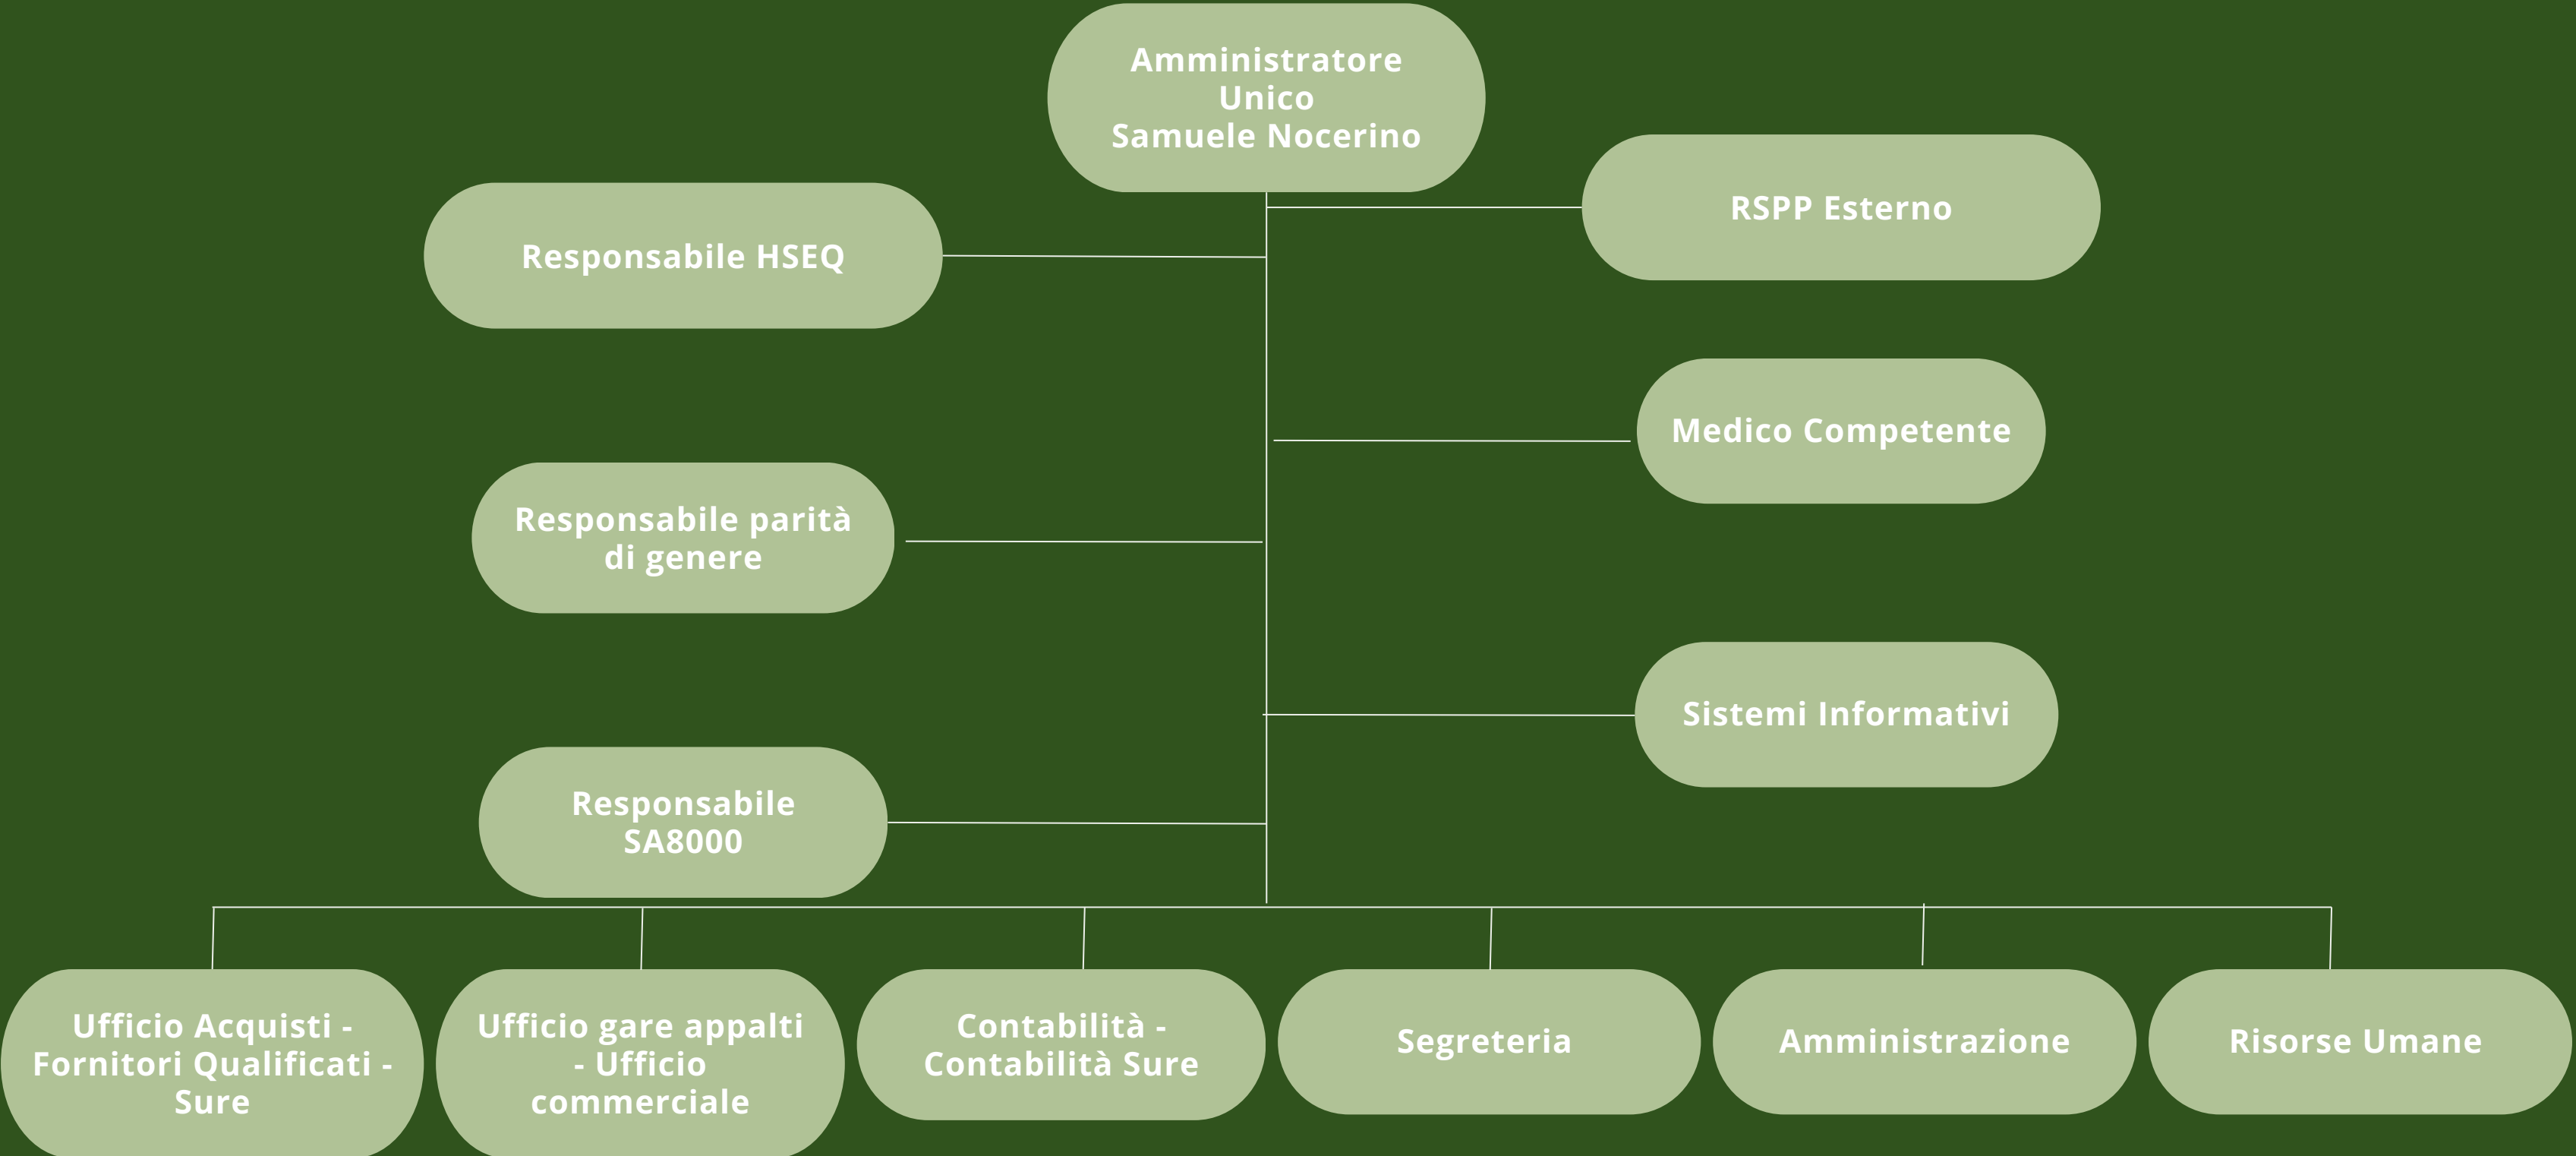 Amministratore
Unico
Samuele Nocerino
RSPP Esterno
Responsabile HSEQ
Medico Competente
Responsabile parità
di genere
Sistemi Informativi
Responsabile
SA8000
Ufficio Acquisti -
Fornitori Qualificati -
Sure
Ufficio gare appalti
- Ufficio
commerciale
Contabilità -
Contabilità Sure
Segreteria
Amministrazione
Risorse Umane